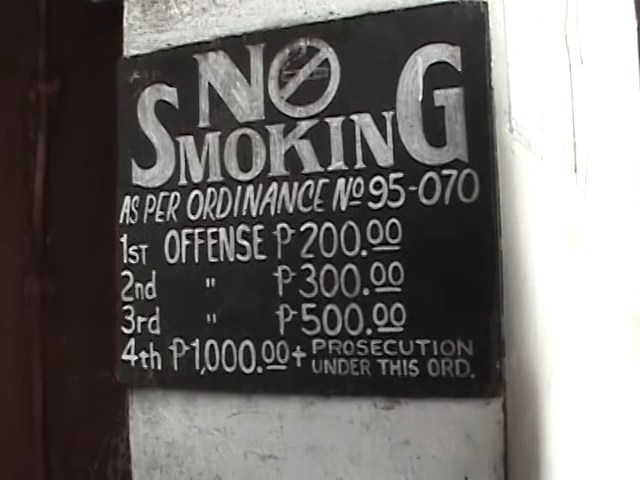 NO
SMOKING
AS PER ORDINANCE Nº 95-070
1ST OFFENSE ₱200.00
2nd " ₱300.00
3rd " ₱500.00
4th ₱1,000.00+ PROSECUTION
UNDER THIS ORD.